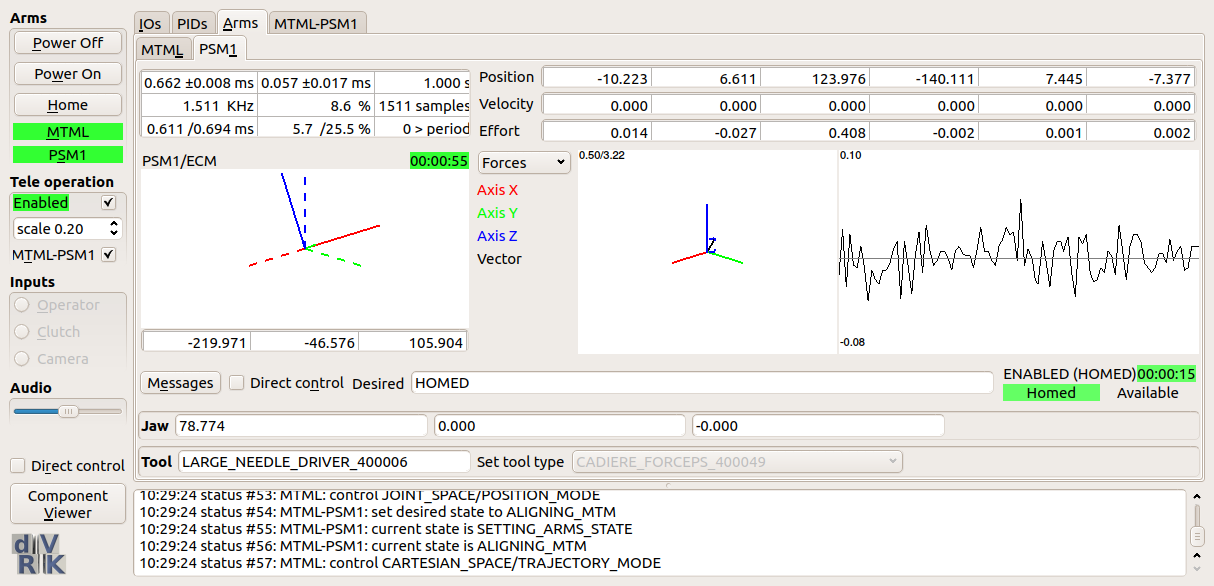 Arms
Power Off
Power On
Home
MTML
PSM1
Tele operation
Enabled
scale 0.20
MTML-PSM1
Inputs
Operator
Clutch
Camera
Audio
Direct control
Component
Viewer
dVRK
IOs PIDs Arms MTML-PSM1
MTML PSM1
0.662 ±0.008 ms 0.057 ±0.017 ms 1.000 s
1.511 KHz 8.6 % 1511 samples
0.611 /0.694 ms 5.7 /25.5 % 0 > period
Position -10.223 6.611 123.976 -140.111 7.445 -7.377
Velocity 0.000 0.000 0.000 0.000 0.000 0.000
Effort 0.014 -0.027 0.408 -0.002 0.001 0.002
PSM1/ECM 00:00:55
-219.971 -46.576 105.904
Forces
Axis X
Axis Y
Axis Z
Vector
0.50/3.22
Z
0.10
-0.08
Messages Direct control Desired HOMED
ENABLED (HOMED) 00:00:15
Homed Available
Jaw 78.774 0.000 -0.000
Tool LARGE_NEEDLE_DRIVER_400006 Set tool type CADIERE_FORCEPS_400049
10:29:24 status #53: MTML: control JOINT_SPACE/POSITION_MODE
10:29:24 status #54: MTML-PSM1: set desired state to ALIGNING_MTM
10:29:24 status #55: MTML-PSM1: current state is SETTING_ARMS_STATE
10:29:24 status #56: MTML-PSM1: current state is ALIGNING_MTM
10:29:24 status #57: MTML: control CARTESIAN_SPACE/TRAJECTORY_MODE